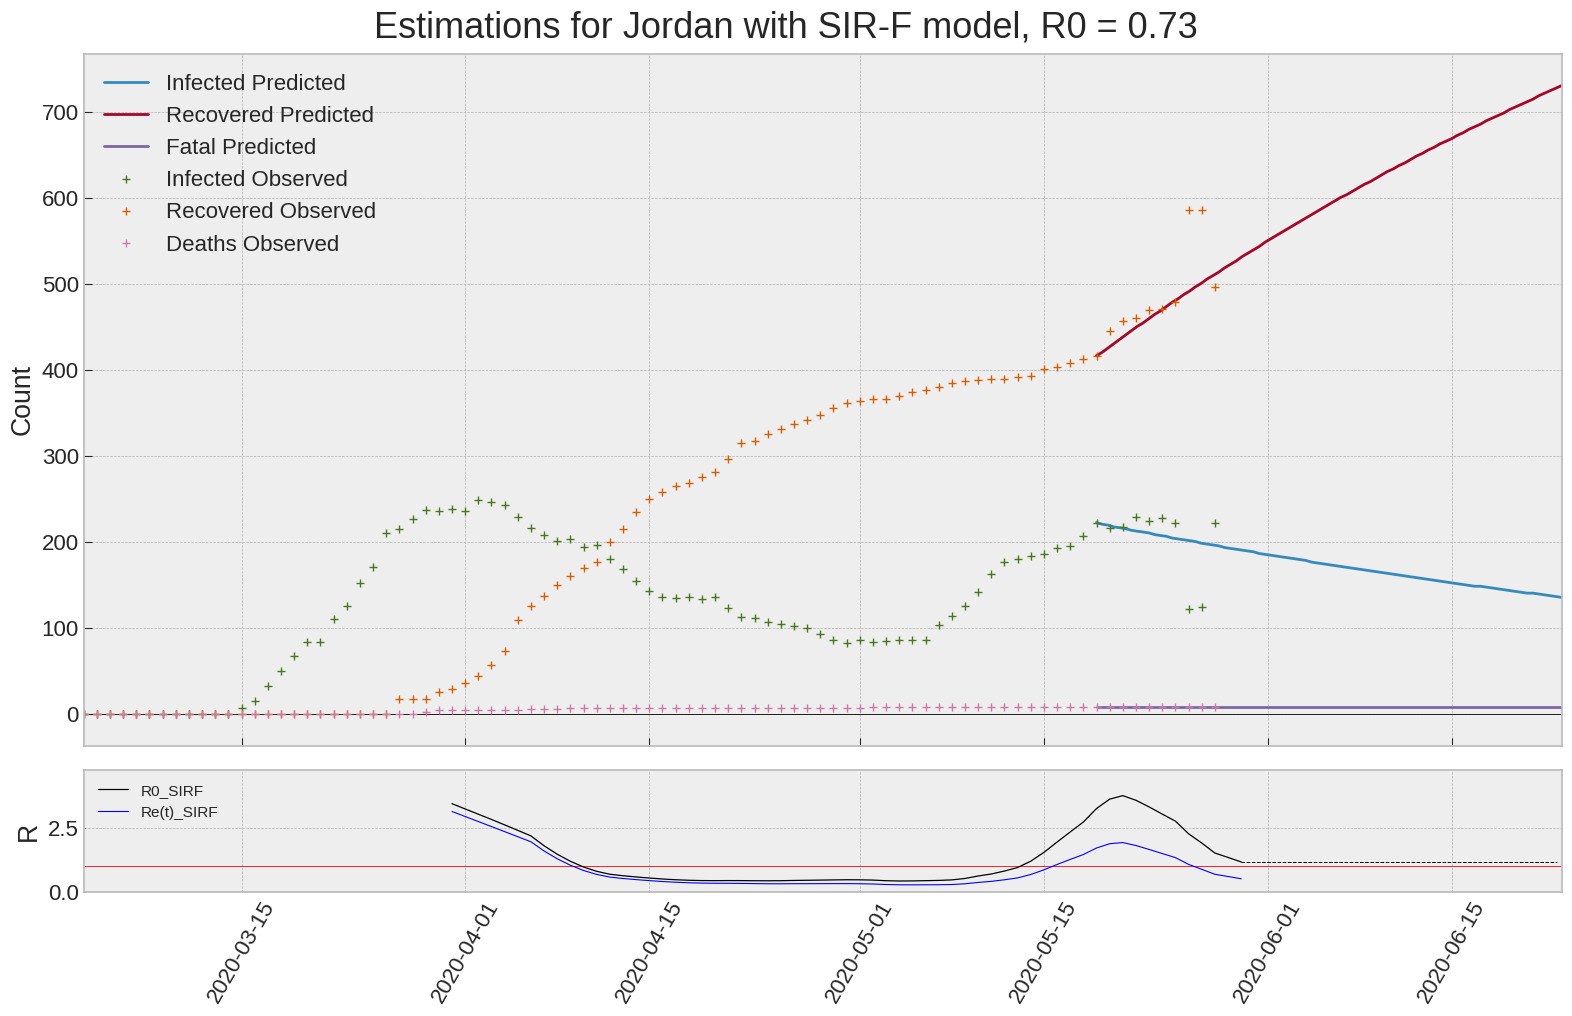 Estimations for Jordan with SIR-F model, R0 = 0.73
Infected Predicted
Recovered Predicted
Fatal Predicted
Infected Observed
Recovered Observed
Deaths Observed
Count
700
600
500
400
300
200
100
0
R0_SIRF
Re(t)_SIRF
R
2.5
0.0
2020-03-15
2020-04-01
2020-04-15
2020-05-01
2020-05-15
2020-06-01
2020-06-15